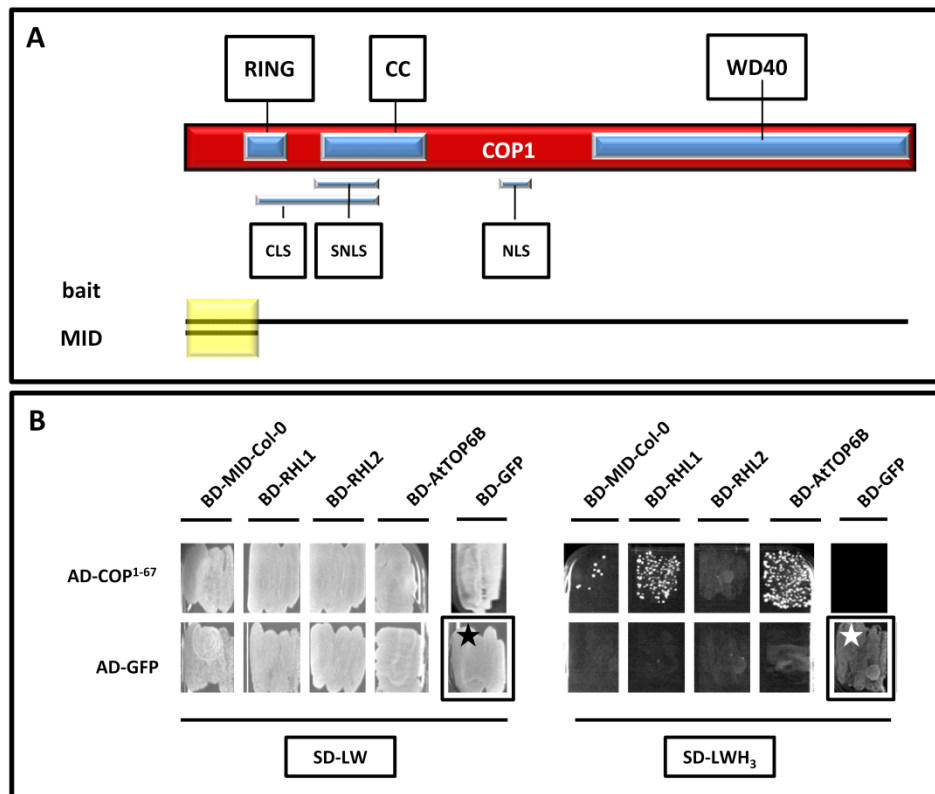 A
RING
CC
WD40
COP1
CLS
SNLS
NLS
bait
MID
B
BD-MID-Col-0
BD-RHL1
BD-RHL2
BD-AtTOP6B
BD-GFP
BD-MID-Col-0
BD-RHL1
BD-RHL2
BD-AtTOP6B
BD-GFP
AD-COP¹⁻⁶⁷
AD-GFP
SD-LW
SD-LWH₃